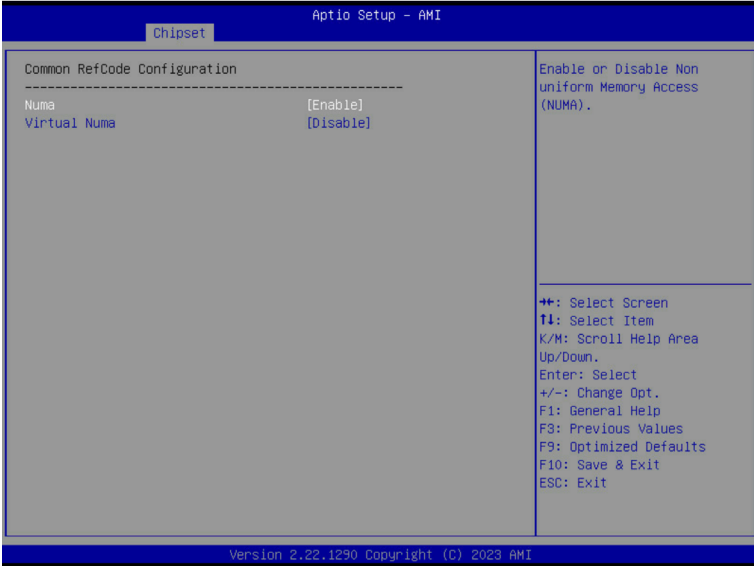 Aptio Setup - AMI
Chipset
Common RefCode Configuration
--------------------------------------------------
Numa [Enable]
Virtual Numa [Disable]
Enable or Disable Non
uniform Memory Access
(NUMA).
→←: Select Screen
↑↓: Select Item
K/M: Scroll Help Area
Up/Down.
Enter: Select
+/-: Change Opt.
F1: General Help
F3: Previous Values
F9: Optimized Defaults
F10: Save & Exit
ESC: Exit
Version 2.22.1290 Copyright (C) 2023 AMI